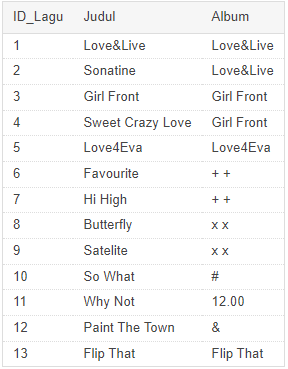 ID_Lagu Judul Album
1 Love&Live Love&Live
2 Sonatine Love&Live
3 Girl Front Girl Front
4 Sweet Crazy Love Girl Front
5 Love4Eva Love4Eva
6 Favourite + +
7 Hi High + +
8 Butterfly x x
9 Satelite x x
10 So What #
11 Why Not 12.00
12 Paint The Town &
13 Flip That Flip That